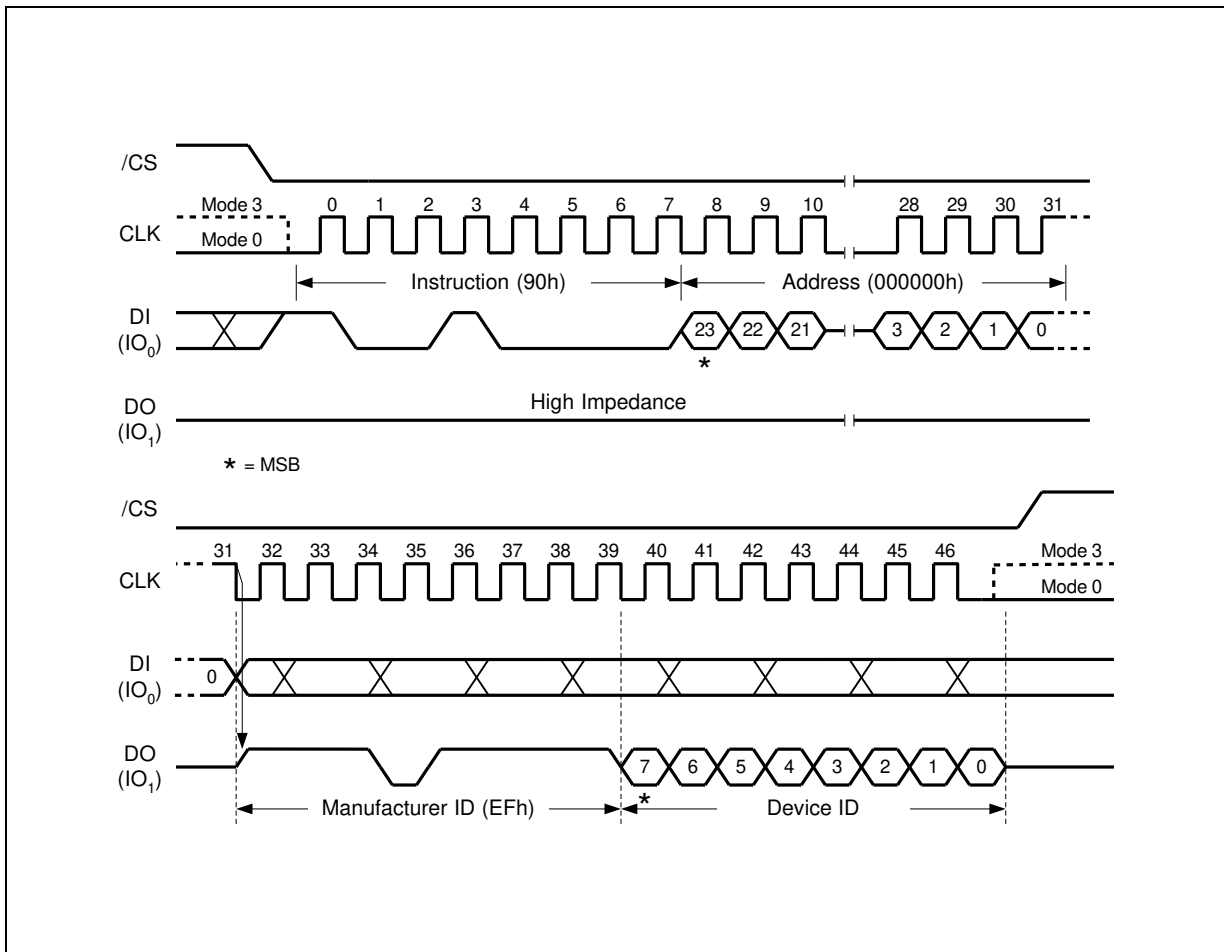 /CS
Mode 3 0 1 2 3 4 5 6 7 8 9 10 28 29 30 31
CLK
Mode 0
Instruction (90h) Address (000000h)
DI
(IO0) 23 22 21 3 2 1 0
*
DO High Impedance
(IO1)
* = MSB
/CS
31 32 33 34 35 36 37 38 39 40 41 42 43 44 45 46 Mode 3
CLK
Mode 0
DI
(IO0) 0
DO
(IO1) 7 6 5 4 3 2 1 0
*
Manufacturer ID (EFh) Device ID